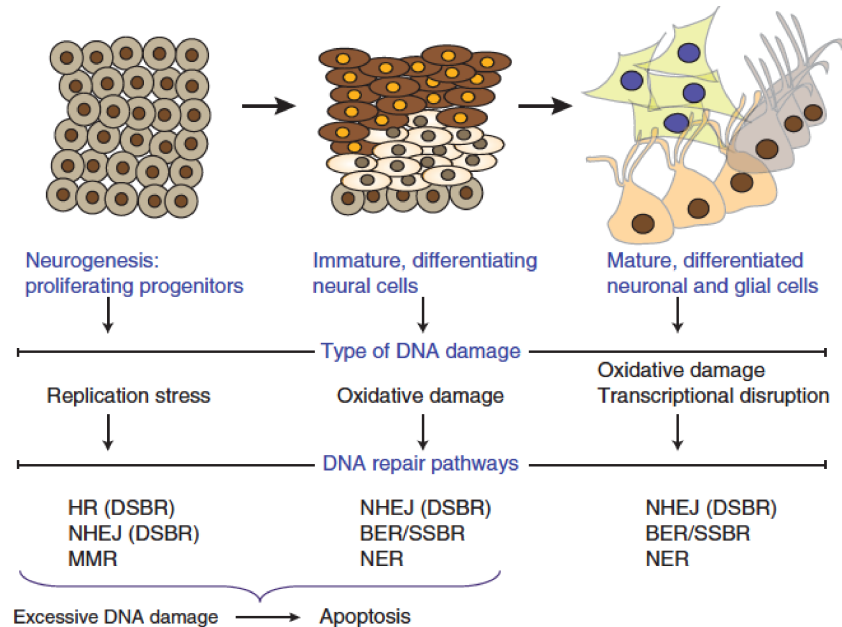 Neurogenesis:
proliferating progenitors
Immature, differentiating
neural cells
Mature, differentiated
neuronal and glial cells
Type of DNA damage
Replication stress
Oxidative damage
Oxidative damage
Transcriptional disruption
DNA repair pathways
HR (DSBR)
NHEJ (DSBR)
MMR
NHEJ (DSBR)
BER/SSBR
NER
NHEJ (DSBR)
BER/SSBR
NER
Excessive DNA damage
Apoptosis